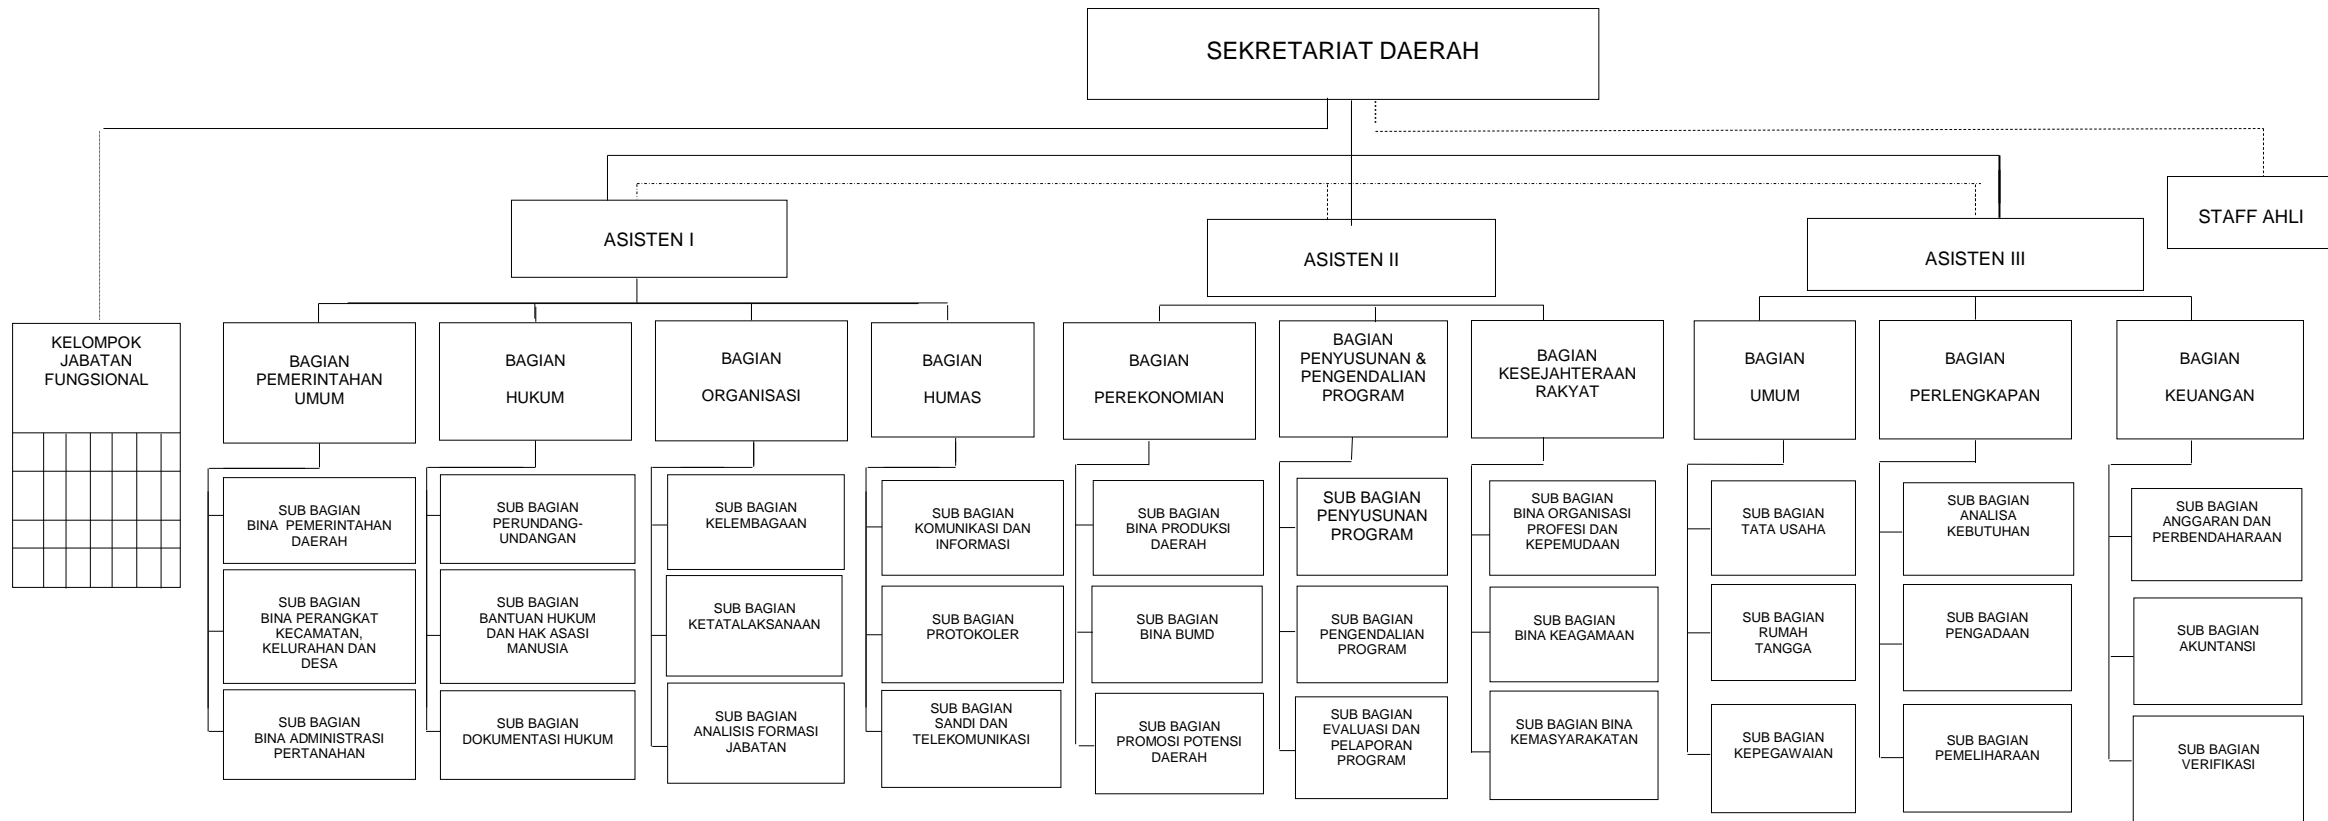 SEKRETARIAT DAERAH
STAFF AHLI
ASISTEN I
ASISTEN II
ASISTEN III
KELOMPOK
JABATAN
FUNGSIONAL
BAGIAN
PEMERINTAHAN
UMUM
BAGIAN
HUKUM
BAGIAN
ORGANISASI
BAGIAN
HUMAS
BAGIAN
PEREKONOMIAN
BAGIAN
PENYUSUNAN &
PENGENDALIAN
PROGRAM
BAGIAN
KESEJAHTERAAN
RAKYAT
BAGIAN
UMUM
BAGIAN
PERLENGKAPAN
BAGIAN
KEUANGAN
SUB BAGIAN
BINA PEMERINTAHAN
DAERAH
SUB BAGIAN
PERUNDANG-
UNDANGAN
SUB BAGIAN
KELEMBAGAAN
SUB BAGIAN
KOMUNIKASI DAN
INFORMASI
SUB BAGIAN
BINA PRODUKSI
DAERAH
SUB BAGIAN
PENYUSUNAN
PROGRAM
SUB BAGIAN
BINA ORGANISASI
PROFESI DAN
KEPEMUDAAN
SUB BAGIAN
TATA USAHA
SUB BAGIAN
ANALISA
KEBUTUHAN
SUB BAGIAN
ANGGARAN DAN
PERBENDAHARAAN
SUB BAGIAN
BINA PERANGKAT
KECAMATAN,
KELURAHAN DAN
DESA
SUB BAGIAN
BANTUAN HUKUM
DAN HAK ASASI
MANUSIA
SUB BAGIAN
KETATALAKSANAAN
SUB BAGIAN
PROTOKOLER
SUB BAGIAN
BINA BUMD
SUB BAGIAN
PENGENDALIAN
PROGRAM
SUB BAGIAN
BINA KEAGAMAAN
SUB BAGIAN
RUMAH
TANGGA
SUB BAGIAN
PENGADAAN
SUB BAGIAN
AKUNTANSI
SUB BAGIAN
BINA ADMINISTRASI
PERTANAHAN
SUB BAGIAN
DOKUMENTASI HUKUM
SUB BAGIAN
ANALISIS FORMASI
JABATAN
SUB BAGIAN
SANDI DAN
TELEKOMUNIKASI
SUB BAGIAN
PROMOSI POTENSI
DAERAH
SUB BAGIAN
EVALUASI DAN
PELAPORAN
PROGRAM
SUB BAGIAN BINA
KEMASYARAKATAN
SUB BAGIAN
KEPEGAWAIAN
SUB BAGIAN
PEMELIHARAAN
SUB BAGIAN
VERIFIKASI